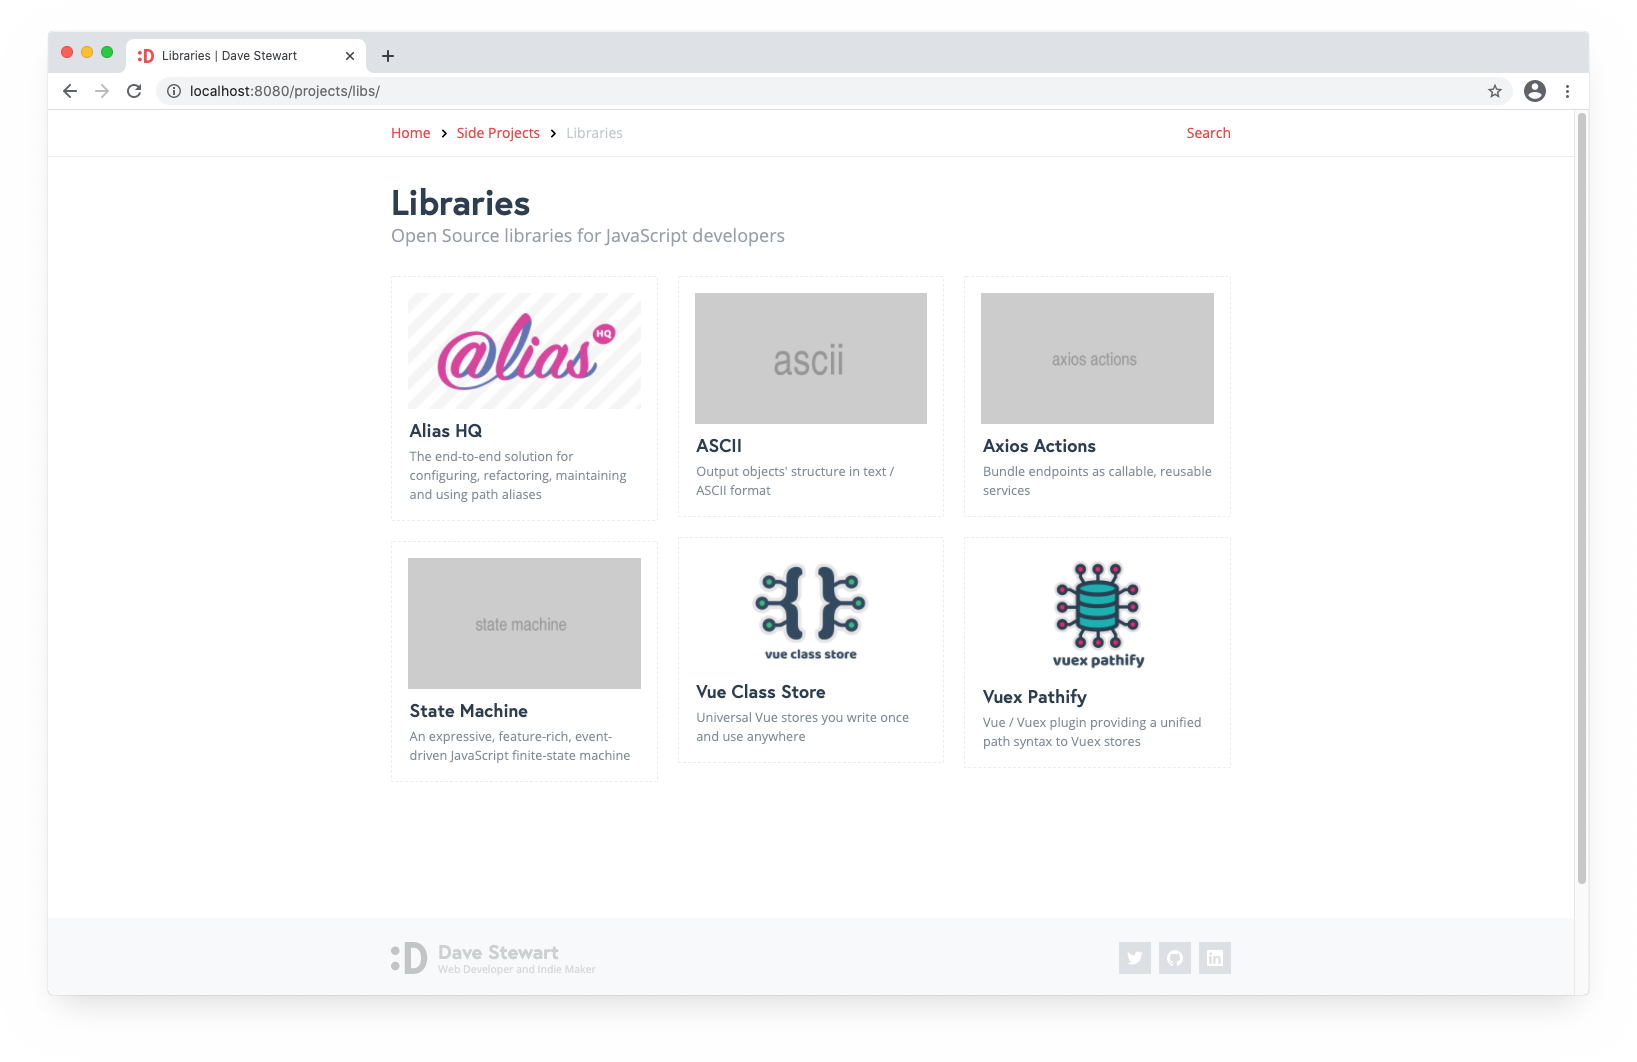 :D Libraries | Dave Stewart
localhost:8080/projects/libs/
Home Side Projects Libraries Search
Libraries
Open Source libraries for JavaScript developers
@lias HQ
Alias HQ
The end-to-end solution for
configuring, refactoring, maintaining
and using path aliases
ascii
ASCII
Output objects' structure in text /
ASCII format
axios actions
Axios Actions
Bundle endpoints as callable, reusable
services
state machine
State Machine
An expressive, feature-rich, event-
driven JavaScript finite-state machine
{ }
vue class store
Vue Class Store
Universal Vue stores you write once
and use anywhere
vuex pathify
Vuex Pathify
Vue / Vuex plugin providing a unified
path syntax to Vuex stores
:D Dave Stewart
Web Developer and Indie Maker
in